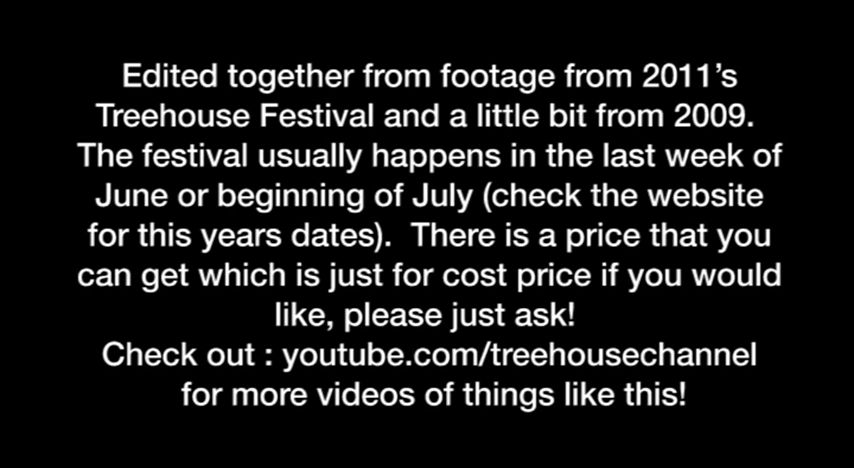 Edited together from footage from 2011’s
Treehouse Festival and a little bit from 2009.
The festival usually happens in the last week of
June or beginning of July (check the website
for this years dates).  There is a price that you
can get which is just for cost price if you would
like, please just ask!
Check out : youtube.com/treehousechannel
for more videos of things like this!